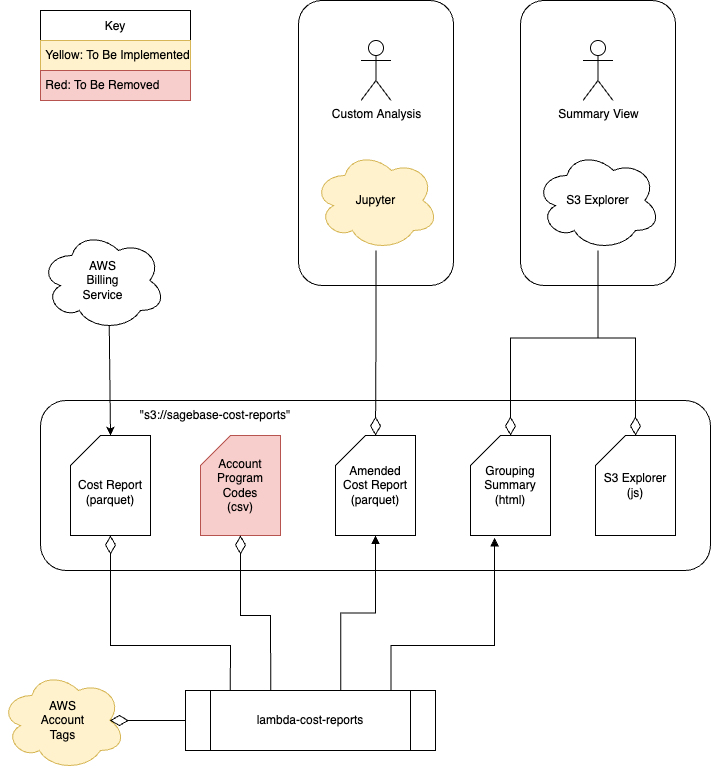 Key
Yellow: To Be Implemented
Red: To Be Removed
Custom Analysis
Summary View
Jupyter
S3 Explorer
AWS
Billing
Service
"s3://sagebase-cost-reports"
Cost Report
(parquet)
Account
Program
Codes
(csv)
Amended
Cost Report
(parquet)
Grouping
Summary
(html)
S3 Explorer
(js)
AWS
Account
Tags
lambda-cost-reports